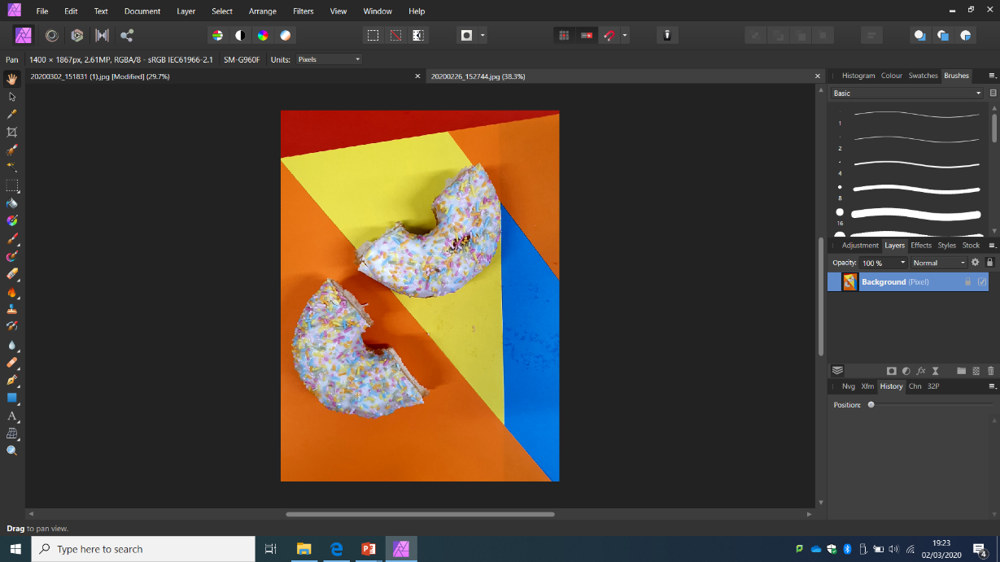 File Edit Text Document Layer Select Arrange Filters View Window Help
Pan 1400 × 1867px, 2.61MP, RGBA/8 - sRGB IEC61966-2.1 SM-G960F Units: Pixels
20200302_151831 (1).jpg [Modified] (29.7%)
20200226_152744.jpg (38.3%)
Histogram Colour Swatches Brushes
Basic
1
2
4
8
16
Adjustment Layers Effects Styles Stock
Opacity: 100 % Normal
Background (Pixel)
Nvg Xfm History Chn 32P
Position:
Drag to pan view.
Type here to search
19:23
02/03/2020
4